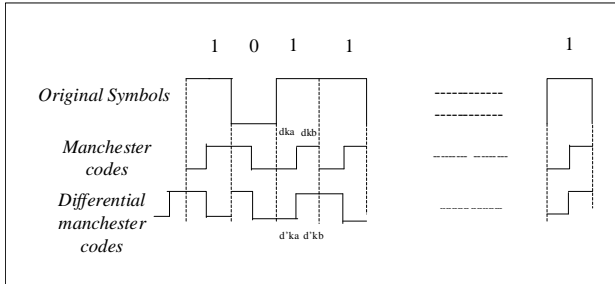 1 0 1 1 1
Original Symbols
dka dkb
Manchester
codes
Differential
manchester
codes
d'ka d'kb